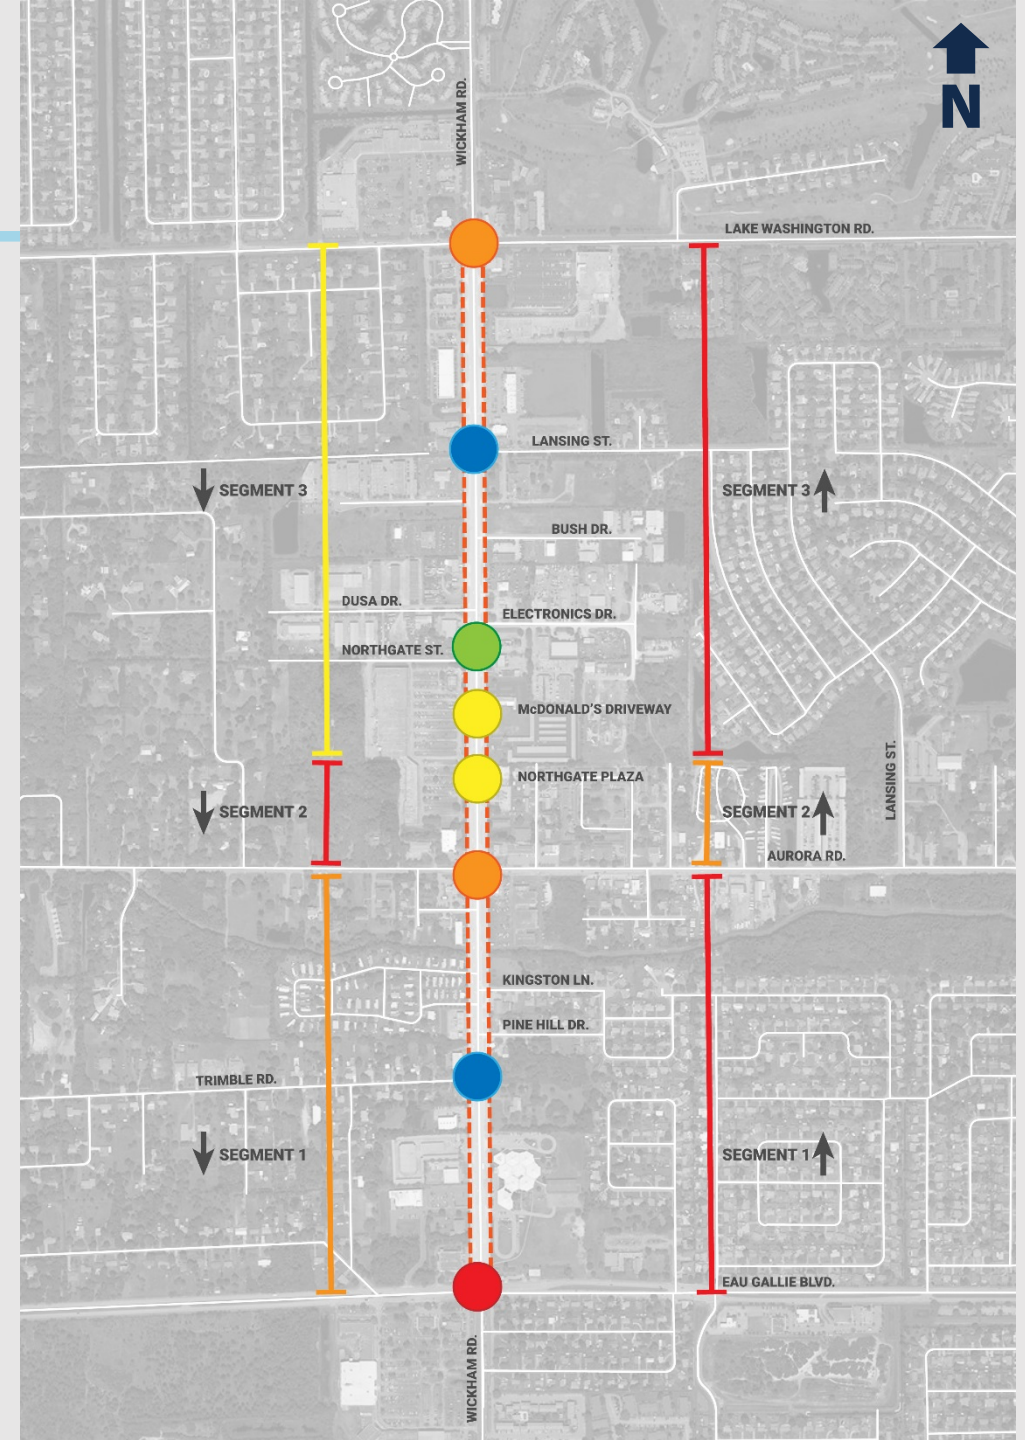 N
WICKHAM RD.
LAKE WASHINGTON RD.
LANSING ST.
SEGMENT 3
SEGMENT 3
BUSH DR.
DUSA DR.
ELECTRONICS DR.
NORTHGATE ST.
McDONALD'S DRIVEWAY
NORTHGATE PLAZA
LANSING ST.
SEGMENT 2
SEGMENT 2
AURORA RD.
KINGSTON LN.
PINE HILL DR.
TRIMBLE RD.
SEGMENT 1
SEGMENT 1
EAU GALLIE BLVD.
WICKHAM RD.